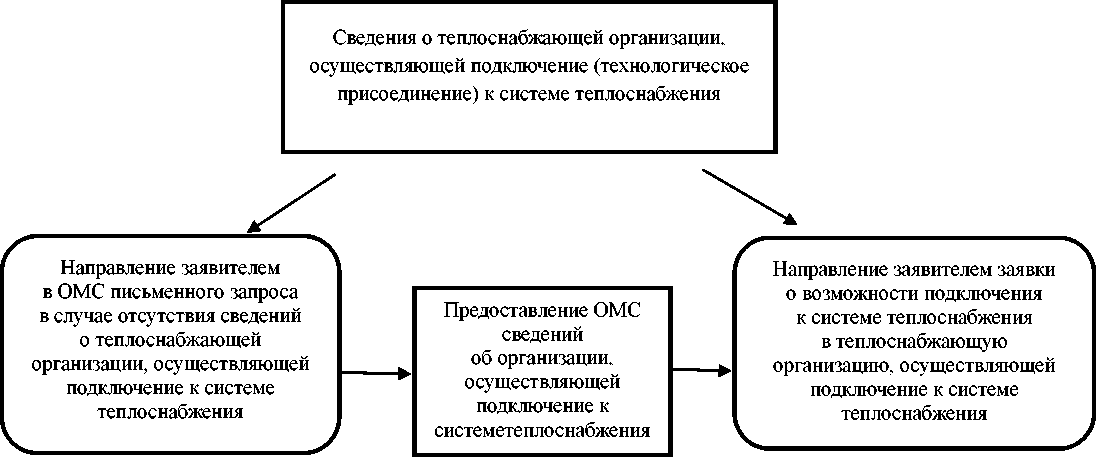 Сведения о теплоснабжающей организации,
осуществляющей подключение (технологическое
присоединение) к системе теплоснабжения
Направление заявителем
в ОМС письменного запроса
в случае отсутствия сведений
о теплоснабжающей
организации, осуществляющей
подключение к системе
теплоснабжения
Предоставление ОМС
сведений
об организации,
осуществляющей
подключение к
системетеплоснабжения
Направление заявителем заявки
о возможности подключения
к системе теплоснабжения
в теплоснабжающую
организацию, осуществляющей
подключение к системе
теплоснабжения